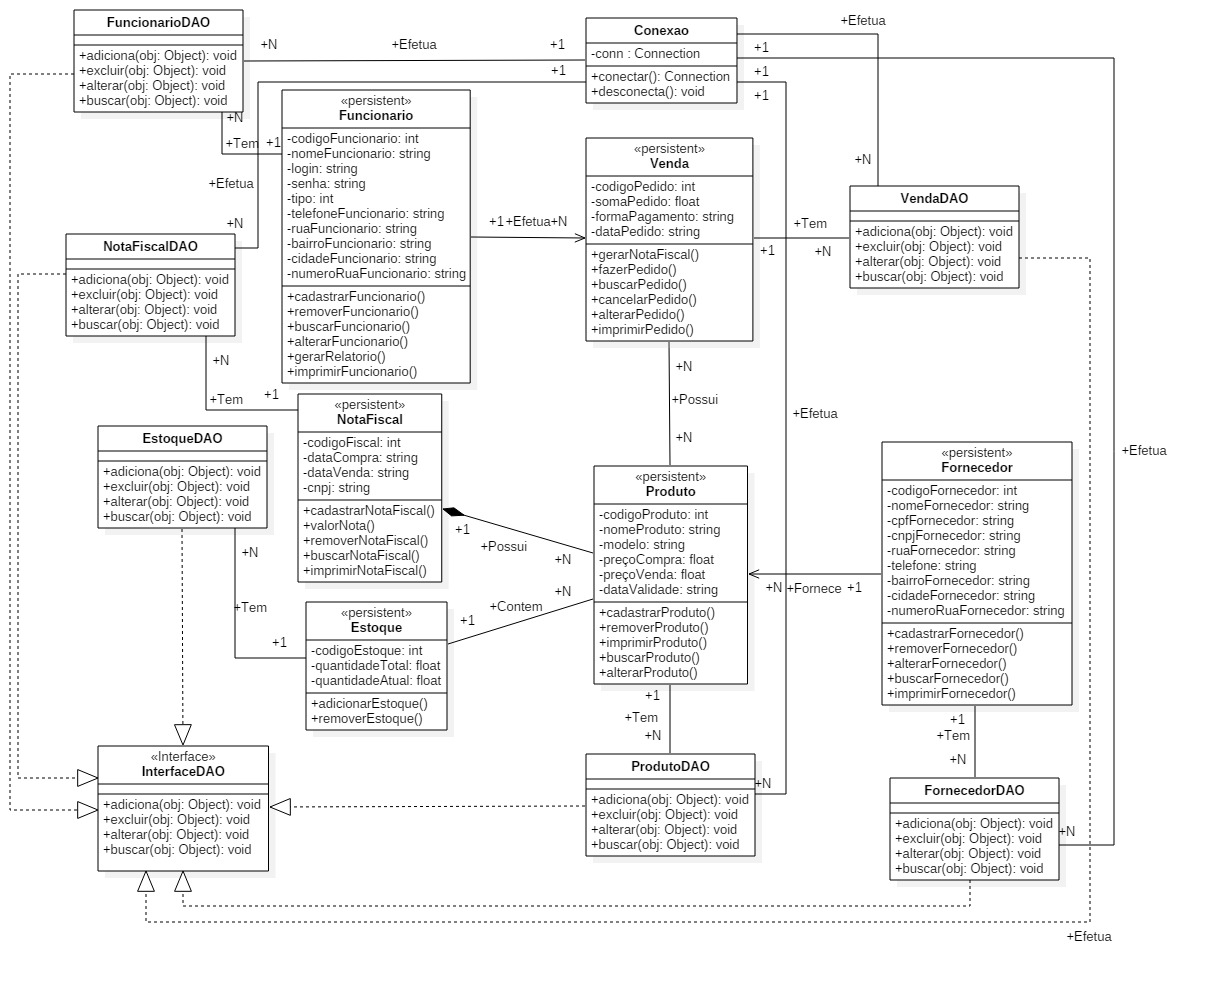 FuncionarioDAO
+adiciona(obj: Object): void
+excluir(obj: Object): void
+alterar(obj: Object): void
+buscar(obj: Object): void
+N
+Efetua
+1
Conexao
-conn : Connection
+conectar(): Connection
+desconecta(): void
+Efetua
+1
+1
+1
+1
+N
+Tem
+1
+Efetua
+N
«persistent»
Funcionario
-codigoFuncionario: int
-nomeFuncionario: string
-login: string
-senha: string
-tipo: int
-telefoneFuncionario: string
-ruaFuncionario: string
-bairroFuncionario: string
-cidadeFuncionario: string
-numeroRuaFuncionario: string
+cadastrarFuncionario()
+removerFuncionario()
+buscarFuncionario()
+alterarFuncionario()
+gerarRelatorio()
+imprimirFuncionario()
+1
+Efetua
+N
«persistent»
Venda
-codigoPedido: int
-somaPedido: float
-formaPagamento: string
-dataPedido: string
+gerarNotaFiscal()
+fazerPedido()
+buscarPedido()
+cancelarPedido()
+alterarPedido()
+imprimirPedido()
+Tem
+1
+N
+N
VendaDAO
+adiciona(obj: Object): void
+excluir(obj: Object): void
+alterar(obj: Object): void
+buscar(obj: Object): void
NotaFiscalDAO
+adiciona(obj: Object): void
+excluir(obj: Object): void
+alterar(obj: Object): void
+buscar(obj: Object): void
+N
+Tem
+1
«persistent»
NotaFiscal
-codigoFiscal: int
-dataCompra: string
-dataVenda: string
-cnpj: string
+cadastrarNotaFiscal()
+valorNota()
+removerNotaFiscal()
+buscarNotaFiscal()
+imprimirNotaFiscal()
+N
+Possui
+N
+Efetua
+Efetua
EstoqueDAO
+adiciona(obj: Object): void
+excluir(obj: Object): void
+alterar(obj: Object): void
+buscar(obj: Object): void
+N
+Tem
+1
+1
+Possui
+N
+N
+Contem
+1
«persistent»
Produto
-codigoProduto: int
-nomeProduto: string
-modelo: string
-preçoCompra: float
-preçoVenda: float
-dataValidade: string
+cadastrarProduto()
+removerProduto()
+imprimirProduto()
+buscarProduto()
+alterarProduto()
+N
+Fornece
+1
«persistent»
Fornecedor
-codigoFornecedor: int
-nomeFornecedor: string
-cpfFornecedor: string
-cnpjFornecedor: string
-ruaFornecedor: string
-telefone: string
-bairroFornecedor: string
-cidadeFornecedor: string
-numeroRuaFornecedor: string
+cadastrarFornecedor()
+removerFornecedor()
+alterarFornecedor()
+buscarFornecedor()
+imprimirFornecedor()
«persistent»
Estoque
-codigoEstoque: int
-quantidadeTotal: float
-quantidadeAtual: float
+adicionarEstoque()
+removerEstoque()
+1
+Tem
+N
+1
+Tem
+N
«Interface»
InterfaceDAO
+adiciona(obj: Object): void
+excluir(obj: Object): void
+alterar(obj: Object): void
+buscar(obj: Object): void
ProdutoDAO
+adiciona(obj: Object): void
+excluir(obj: Object): void
+alterar(obj: Object): void
+buscar(obj: Object): void
+N
FornecedorDAO
+adiciona(obj: Object): void
+excluir(obj: Object): void
+alterar(obj: Object): void
+buscar(obj: Object): void
+N
+Efetua